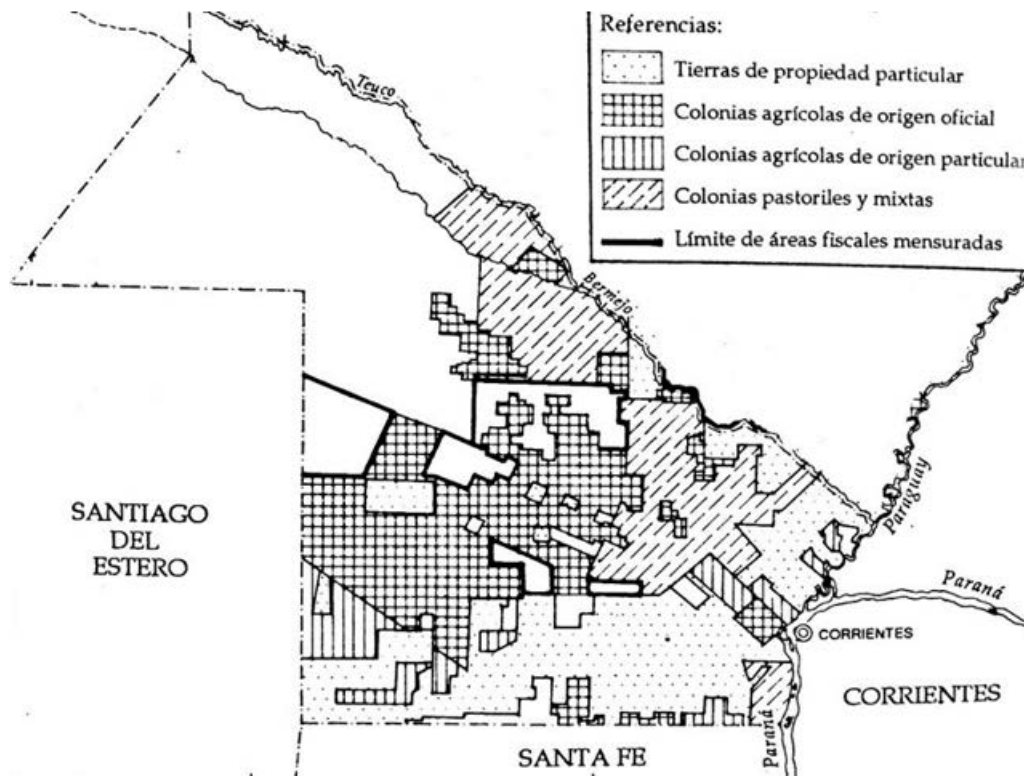 Referencias:
Tierras de propiedad particular
Colonias agrícolas de origen oficial
Colonias agrícolas de origen particular
Colonias pastoriles y mixtas
Límite de áreas fiscales mensuradas
Teuco
Bermejo
Paraguay
SANTIAGO
DEL
ESTERO
Paraná
CORRIENTES
CORRIENTES
Paraná
SANTA FE